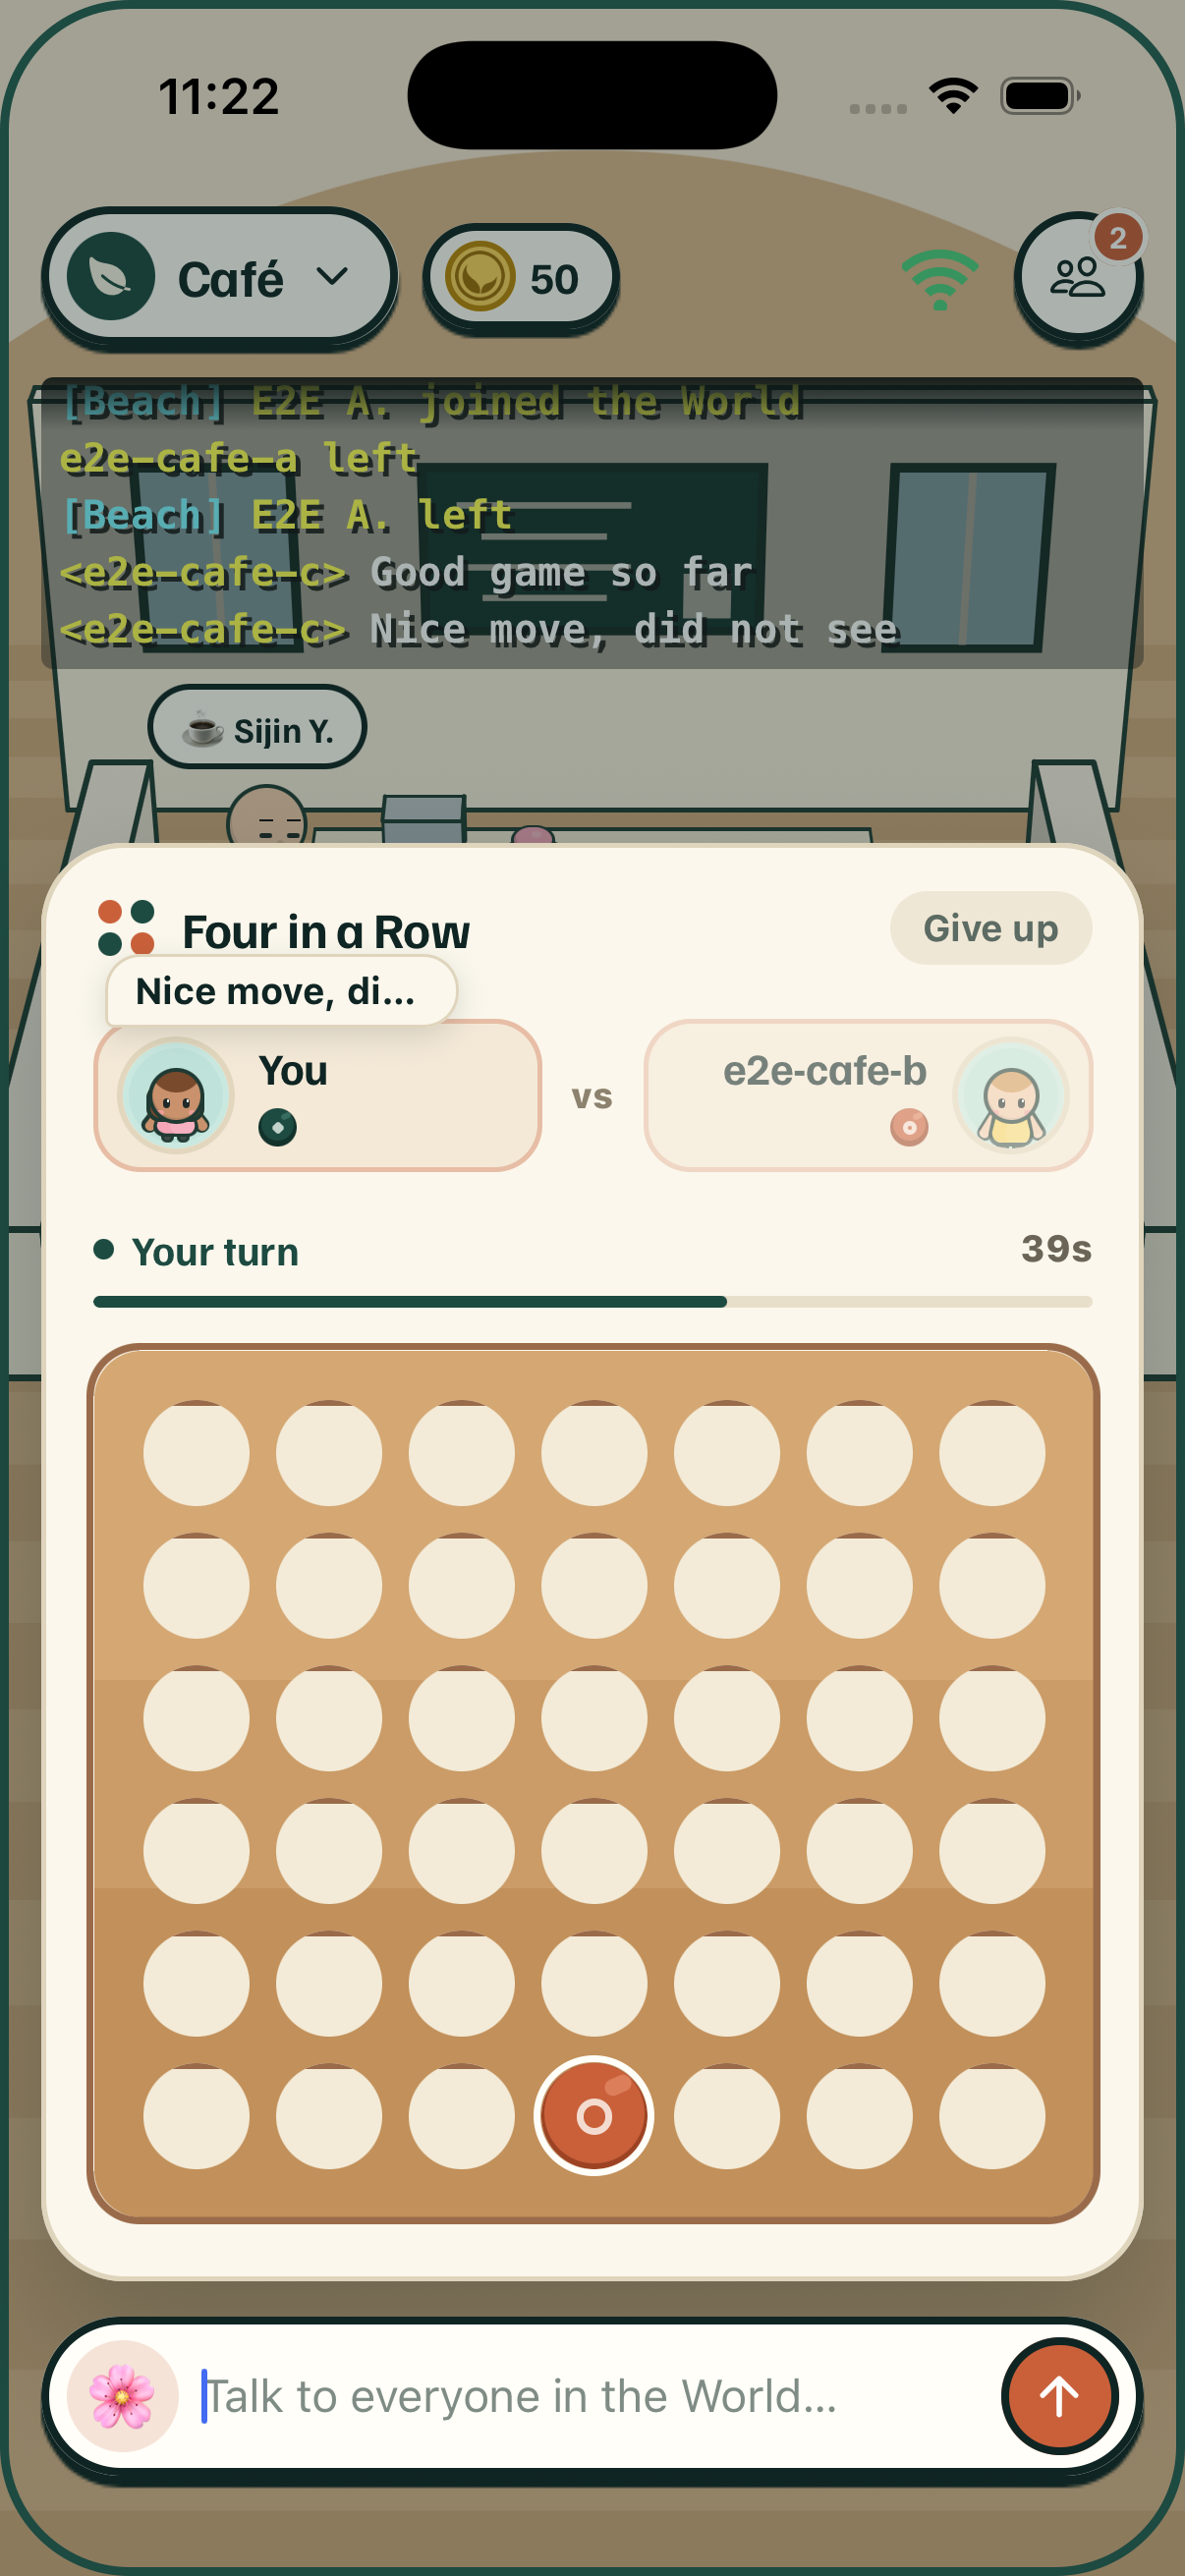 11:22
Café
50
2
[Beach] E2E A. joined the World
e2e-cafe-a left
[Beach] E2E A. left
<e2e-cafe-c> Good game so far
<e2e-cafe-c> Nice move, did not see
Sijin Y.
Four in a Row
Give up
Nice move, di...
You
vs
e2e-cafe-b
Your turn
39s
Talk to everyone in the World...